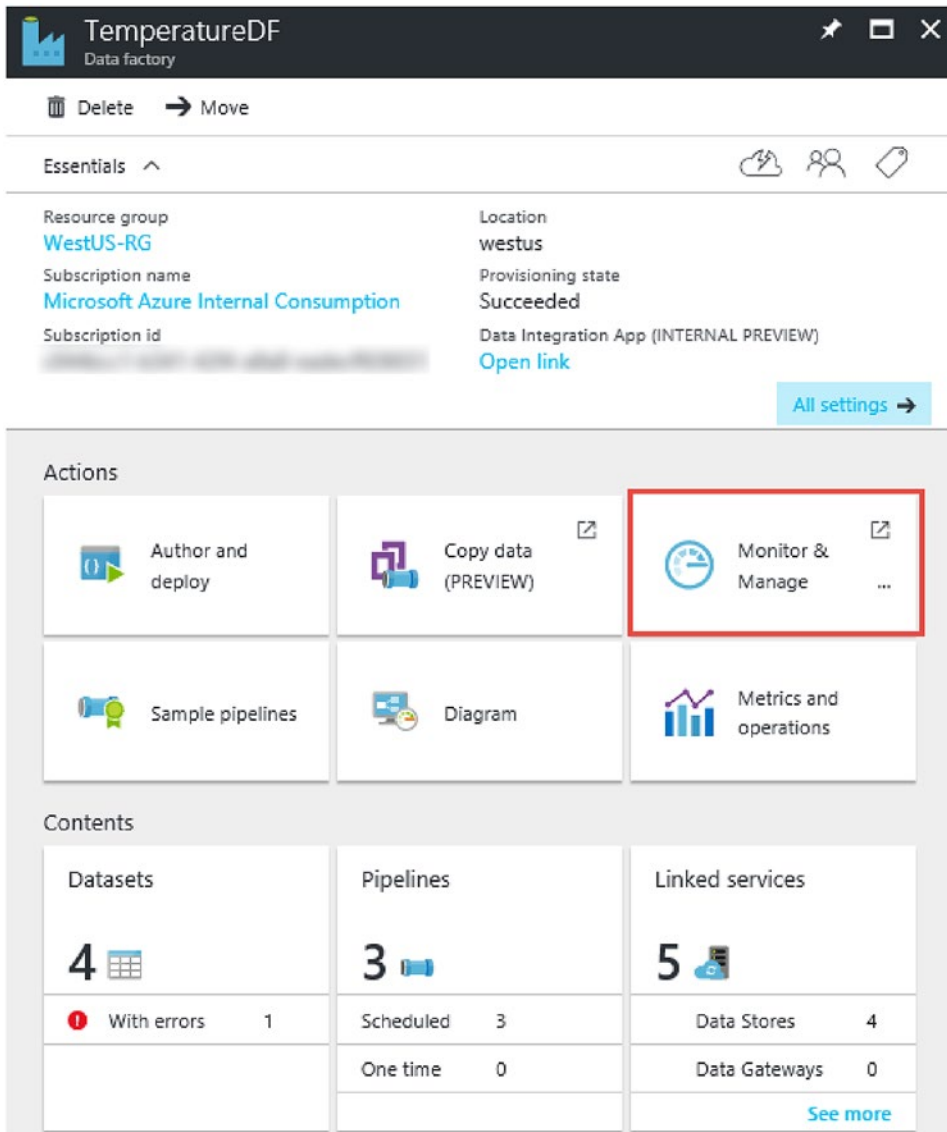 TemperatureDF
Data factory
Delete
Move
Essentials
Resource group
WestUS-RG
Location
westus
Subscription name
Microsoft Azure Internal Consumption
Provisioning state
Succeeded
Subscription id
Data Integration App (INTERNAL PREVIEW)
Open link
All settings
Actions
Author and
deploy
Copy data
(PREVIEW)
Monitor &
Manage
...
Sample pipelines
Diagram
Metrics and
operations
Contents
Datasets
4
With errors 1
Pipelines
3
Scheduled 3
One time 0
Linked services
5
Data Stores 4
Data Gateways 0
See more